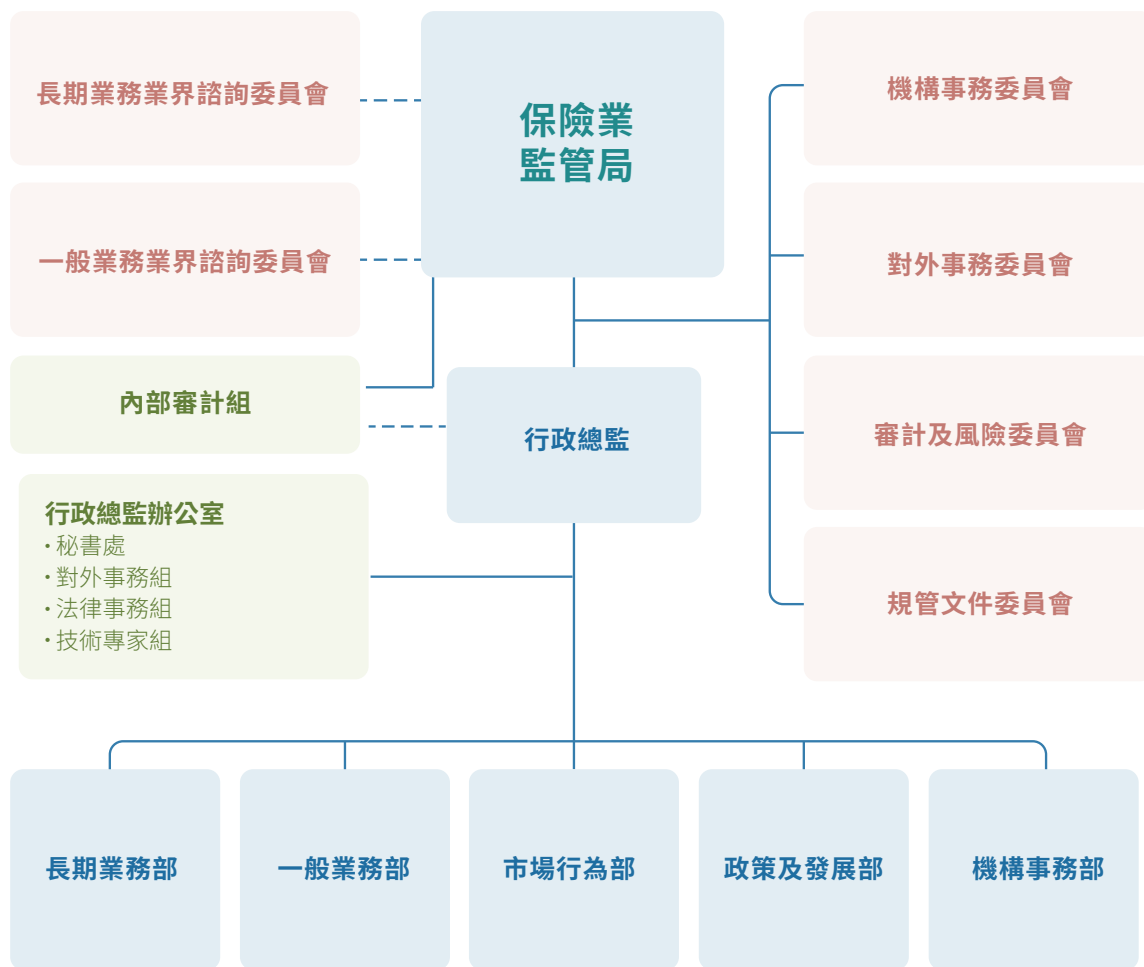 長期業務業界諮詢委員會
保險業
監管局
機構事務委員會
一般業務業界諮詢委員會
對外事務委員會
內部審計組
行政總監
審計及風險委員會
行政總監辦公室
・秘書處
・對外事務組
・法律事務組
・技術專家組
規管文件委員會
長期業務部
一般業務部
市場行為部
政策及發展部
機構事務部